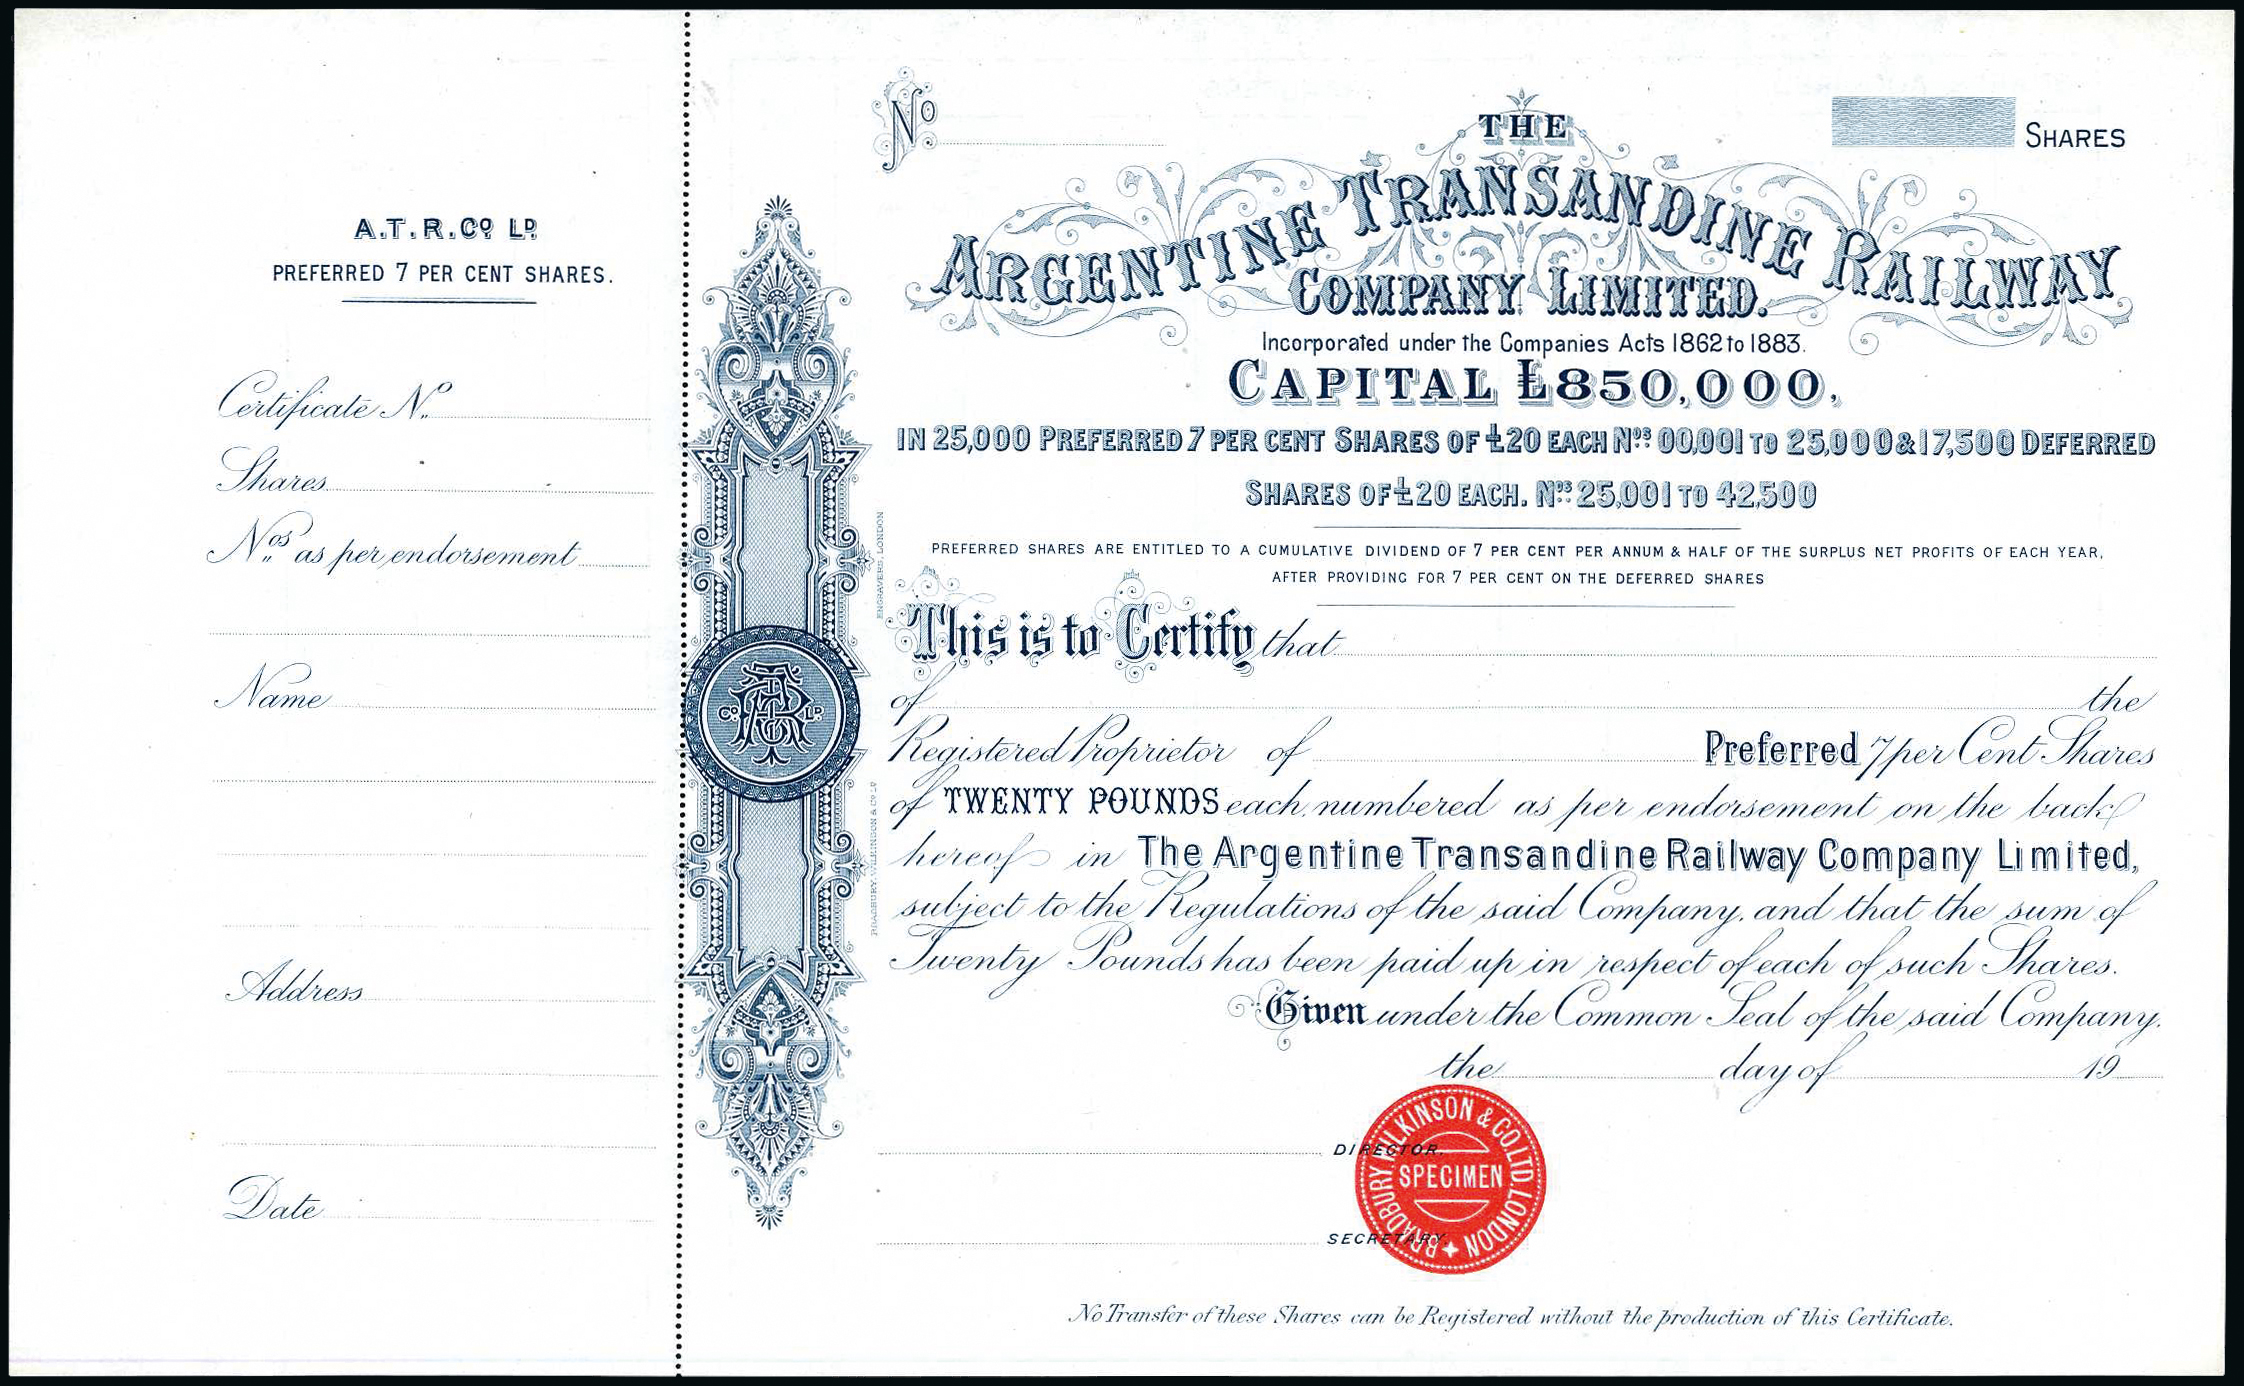 A.T.R.Cº Lᴰ
PREFERRED 7 PER CENT SHARES.
Certificate Nº
Shares
Nºˢ as per endorsement
Name
Address
Date
Cº ATR Lᴰ
ENGRAVERS, LONDON
BRADBURY, WILKINSON & Cº Lᴰ
Nº
SHARES
THE
ARGENTINE TRANSANDINE RAILWAY
COMPANY LIMITED.
Incorporated under the Companies Acts 1862 to 1883.
CAPITAL £850,000,
IN 25,000 PREFERRED 7 PER CENT SHARES OF £20 EACH Nºˢ 00,001 TO 25,000 & 17,500 DEFERRED
SHARES OF £20 EACH. Nºˢ 25,001 TO 42,500
PREFERRED SHARES ARE ENTITLED TO A CUMULATIVE DIVIDEND OF 7 PER CENT PER ANNUM & HALF OF THE SURPLUS NET PROFITS OF EACH YEAR,
AFTER PROVIDING FOR 7 PER CENT ON THE DEFERRED SHARES
This is to Certify that
of the
Registered Proprietor of Preferred 7 per Cent Shares
of TWENTY POUNDS each, numbered as per endorsement on the back
hereof in The Argentine Transandine Railway Company Limited,
subject to the Regulations of the said Company, and that the sum of
Twenty Pounds has been paid up in respect of each of such Shares.
Given under the Common Seal of the said Company,
the day of 19
DIRECTOR.
SECRETARY.
BRADBURY, WILKINSON & CO LTD. LONDON
SPECIMEN
No Transfer of these Shares can be Registered without the production of this Certificate.